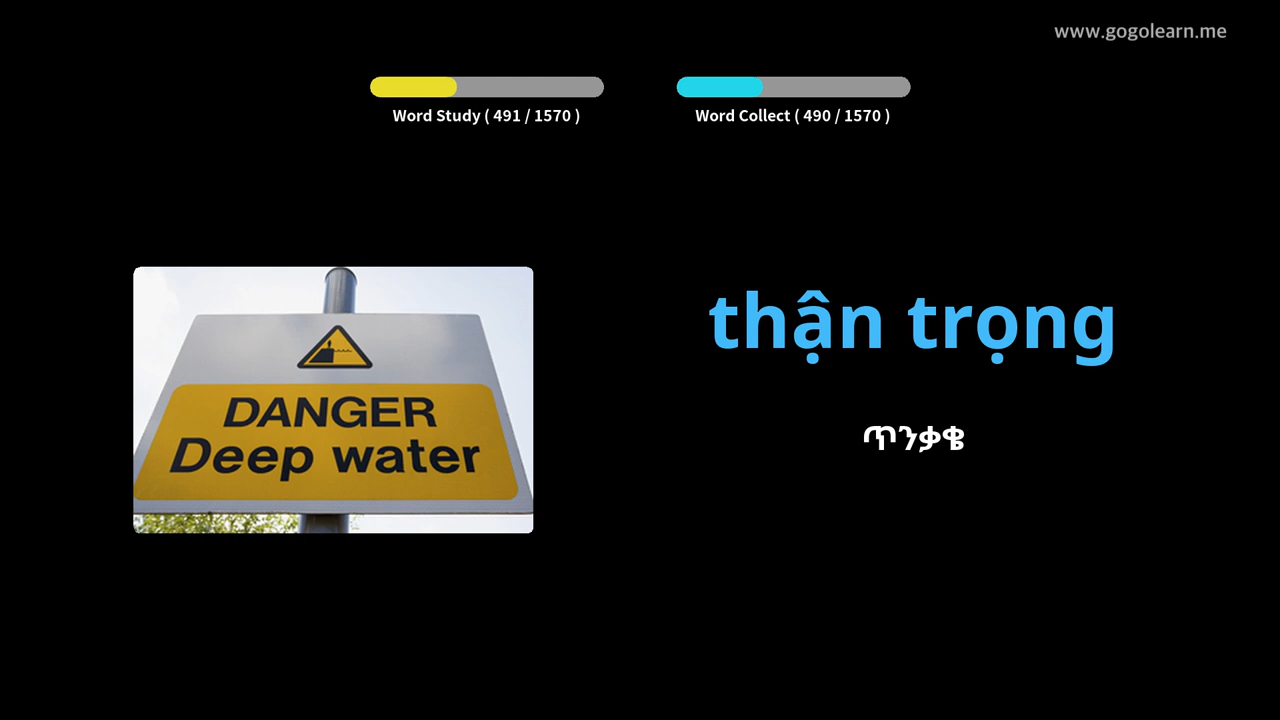 www.gogolearn.me
Word Study ( 491 / 1570 )
Word Collect ( 490 / 1570 )
DANGER
Deep water
thận trọng
ጥንቃቄ